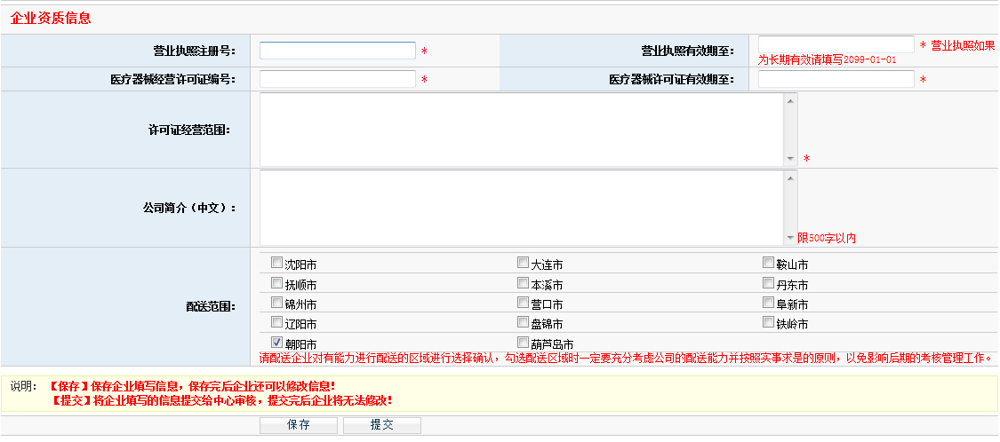 企业资质信息
营业执照注册号： * 营业执照有效期至： * 营业执照如果
为长期有效请填写2099-01-01
医疗器械经营许可证编号： * 医疗器械许可证有效期至： *
许可证经营范围： *
公司简介（中文）： 限500字以内
配送范围：
沈阳市 大连市 鞍山市
抚顺市 本溪市 丹东市
锦州市 营口市 阜新市
辽阳市 盘锦市 铁岭市
朝阳市 葫芦岛市
请配送企业对有能力进行配送的区域进行选择确认，勾选配送区域时一定要充分考虑公司的配送能力并按照实事求是的原则，以免影响后期的考核管理工作。
说明： 【保存】保存企业填写信息，保存完后企业还可以修改信息！
【提交】将企业填写的信息提交给中心审核，提交完后企业将无法修改！
保存 提交